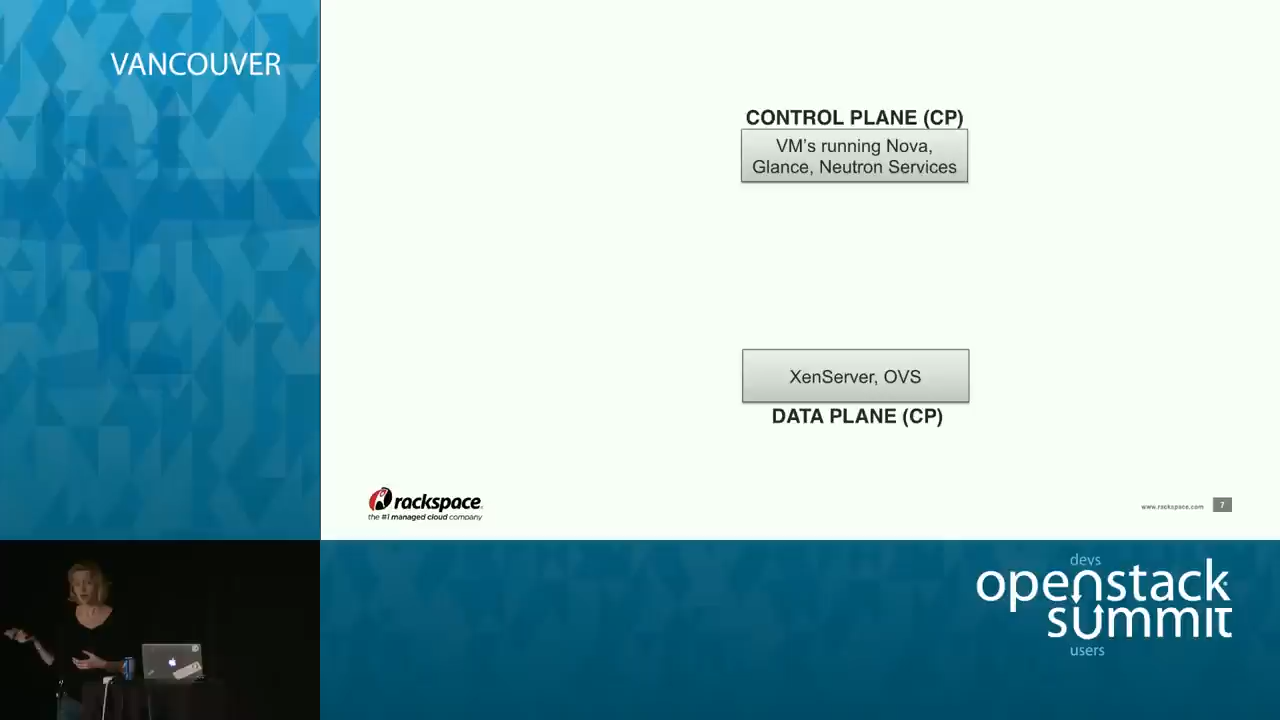 VANCOUVER
CONTROL PLANE (CP)
VM's running Nova,
Glance, Neutron Services
XenServer, OVS
DATA PLANE (CP)
rackspace
the #1 managed cloud company
www.rackspace.com
7
devs
openstack
summit
users